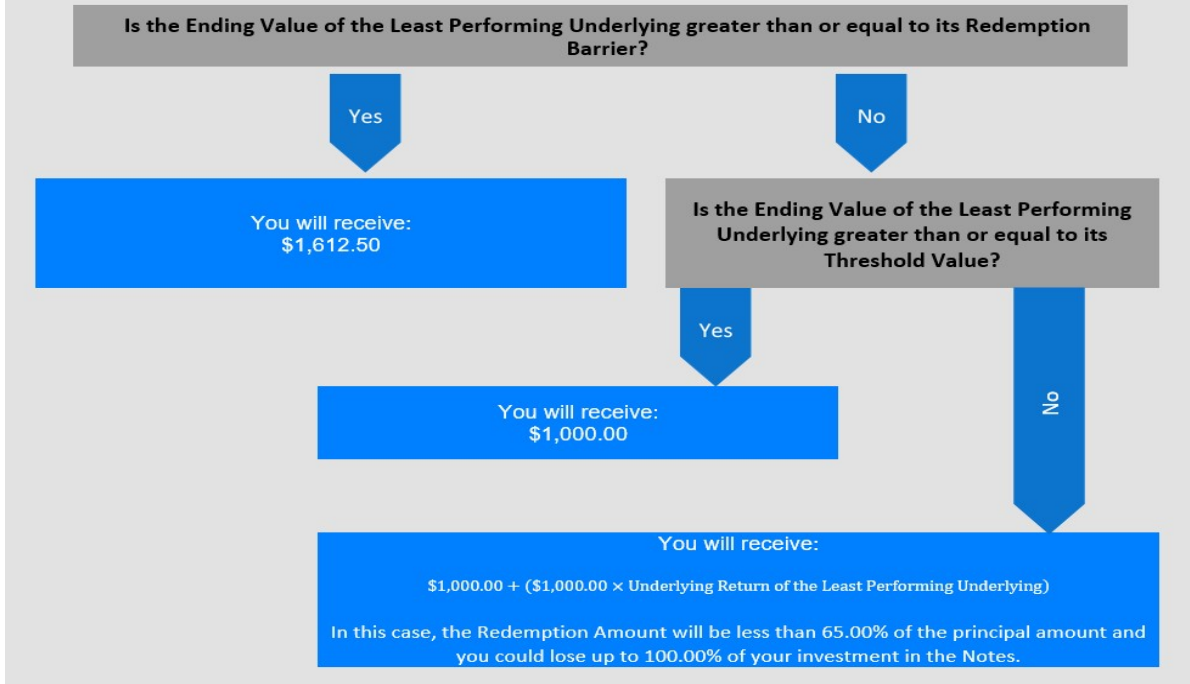 Is the Ending Value of the Least Performing Underlying greater than or equal to its Redemption
Barrier?
Yes
No
You will receive:
$1,612.50
Is the Ending Value of the Least Performing
Underlying greater than or equal to its
Threshold Value?
Yes
No
You will receive:
$1,000.00
You will receive:
$1,000.00 + ($1,000.00 × Underlying Return of the Least Performing Underlying)
In this case, the Redemption Amount will be less than 65.00% of the principal amount and
you could lose up to 100.00% of your investment in the Notes.